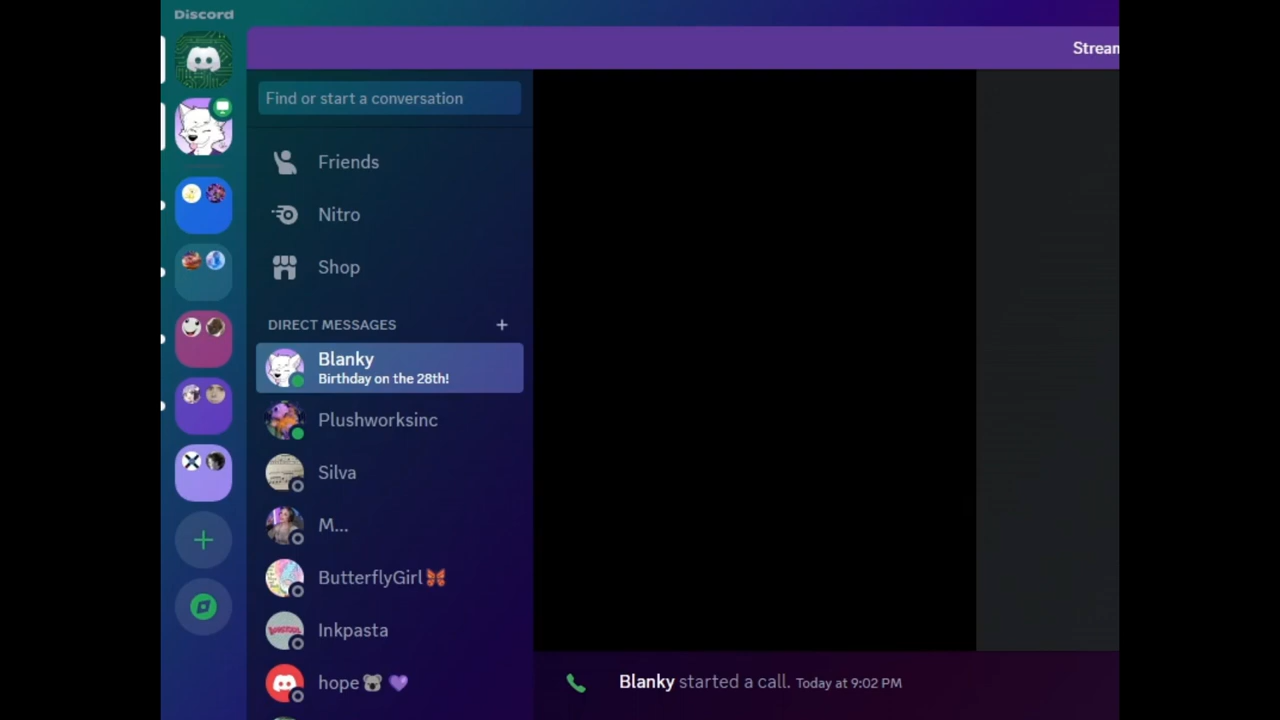 Discord
Stream
Find or start a conversation
Friends
Nitro
Shop
DIRECT MESSAGES
Blanky
Birthday on the 28th!
Plushworksinc
Silva
M...
ButterflyGirl🦋
Inkpasta
hope🐨💜
Blanky started a call. Today at 9:02 PM